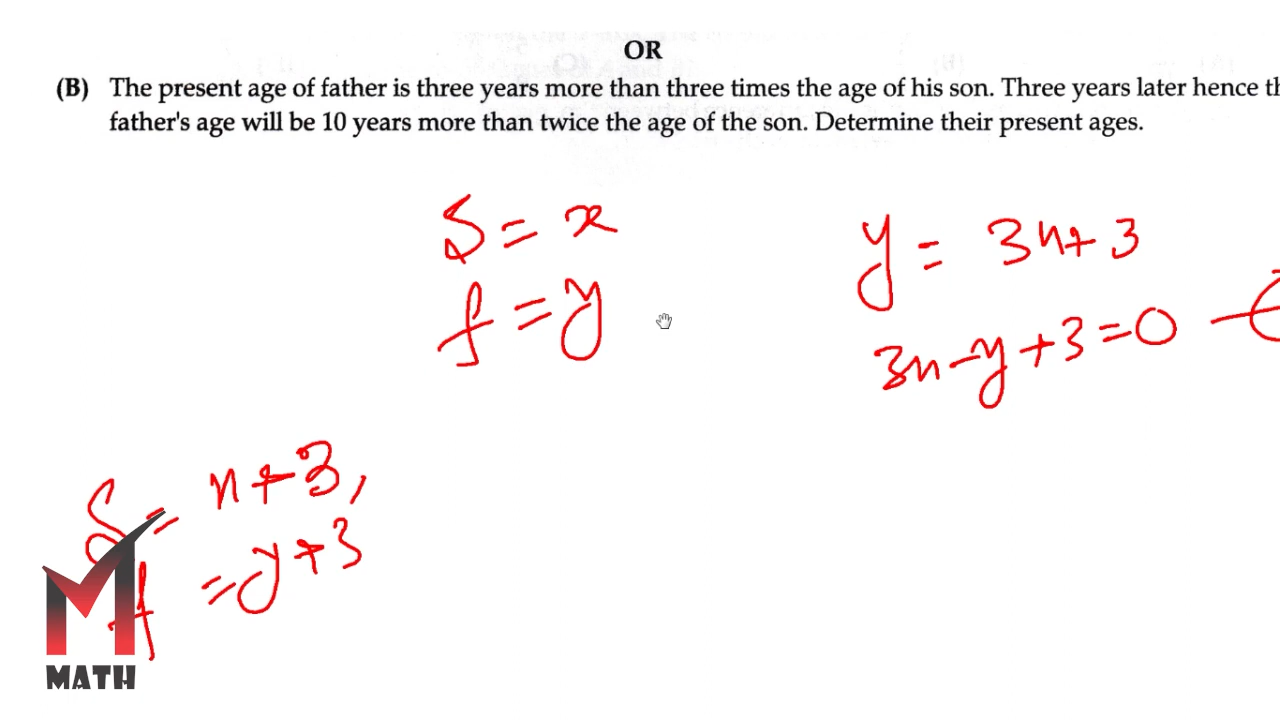 OR
(B) The present age of father is three years more than three times the age of his son. Three years later hence th
father's age will be 10 years more than twice the age of the son. Determine their present ages.
S = x
f = y
y = 3x + 3
3x - y + 3 = 0 -
S = x + 3,
f = y + 3
M
MATH